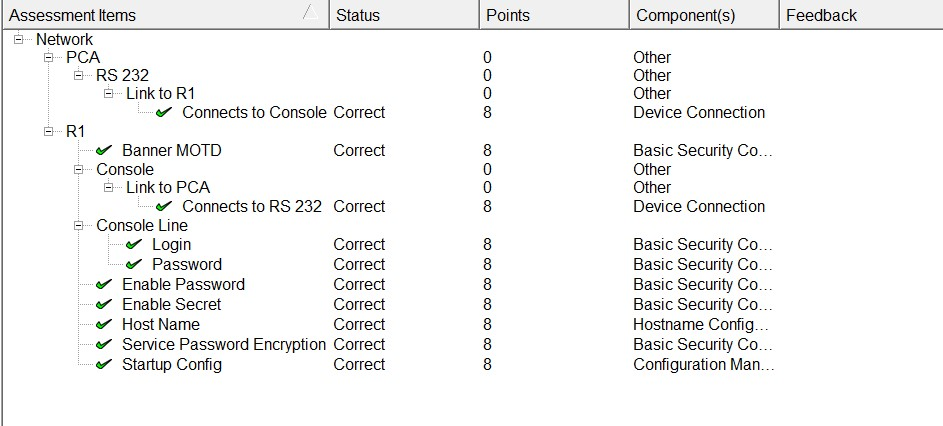 Assessment Items Status Points Component(s) Feedback
Network
PCA 0 Other
RS 232 0 Other
Link to R1 0 Other
Connects to Console Correct 8 Device Connection
R1
Banner MOTD Correct 8 Basic Security Co...
Console 0 Other
Link to PCA 0 Other
Connects to RS 232 Correct 8 Device Connection
Console Line
Login Correct 8 Basic Security Co...
Password Correct 8 Basic Security Co...
Enable Password Correct 8 Basic Security Co...
Enable Secret Correct 8 Basic Security Co...
Host Name Correct 8 Hostname Config...
Service Password Encryption Correct 8 Basic Security Co...
Startup Config Correct 8 Configuration Man...